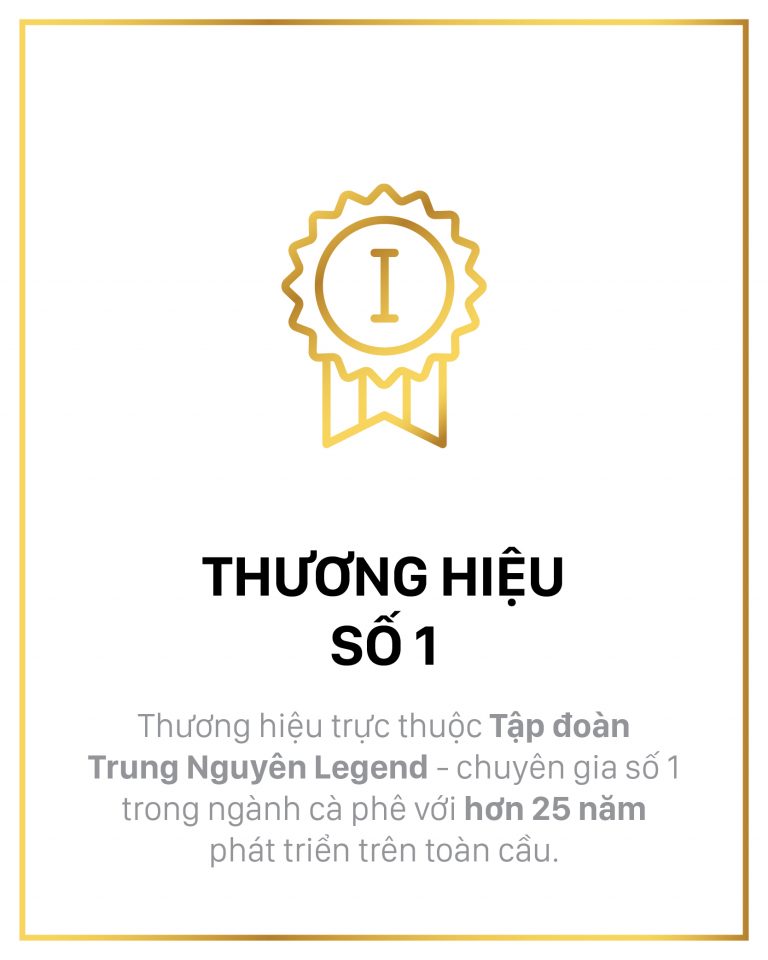 I
THƯƠNG HIỆU
SỐ 1
Thương hiệu trực thuộc Tập đoàn
Trung Nguyên Legend - chuyên gia số 1
trong ngành cà phê với hơn 25 năm
phát triển trên toàn cầu.